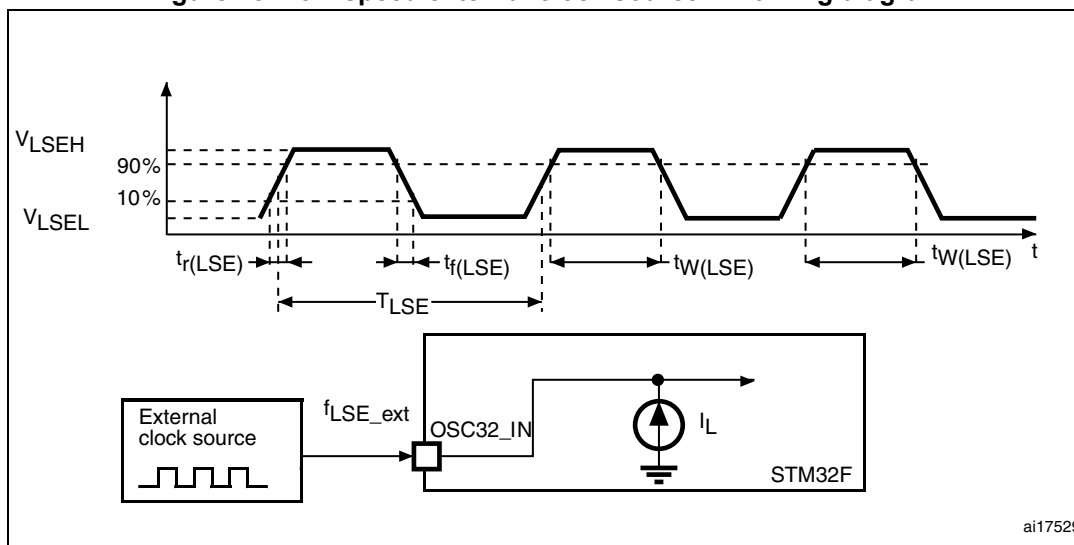 VLSEH
90%
10%
VLSEL
tr(LSE)
tf(LSE)
tW(LSE)
tW(LSE)
t
TLSE
External
clock source
fLSE_ext
OSC32_IN
IL
STM32F
ai17529